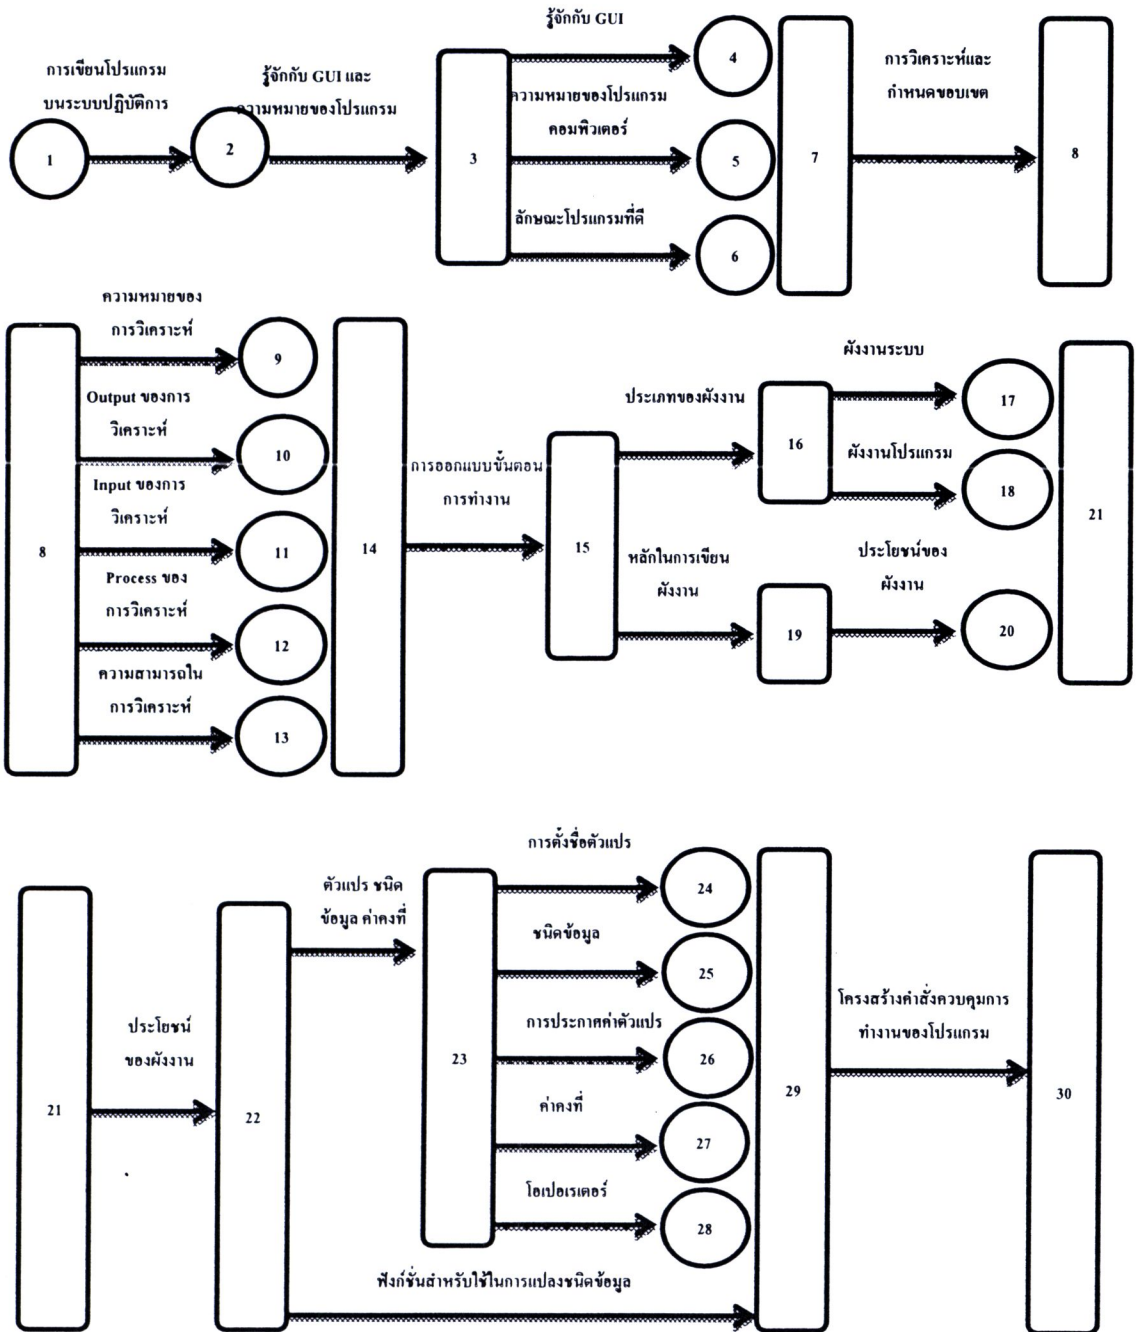 รู้จักกับ GUI
การเขียนโปรแกรม
บนระบบปฏิบัติการ
รู้จักกับ GUI และ
ความหมายของโปรแกรม
ความหมายของโปรแกรม
คอมพิวเตอร์
ลักษณะโปรแกรมที่ดี
การวิเคราะห์และ
กำหนดขอบเขต
1
2
3
4
5
6
7
8
ความหมายของ
การวิเคราะห์
Output ของการ
วิเคราะห์
Input ของการ
วิเคราะห์
Process ของ
การวิเคราะห์
ความสามารถใน
การวิเคราะห์
8
9
10
11
12
13
14
การออกแบบขั้นตอน
การทำงาน
15
ประเภทของผังงาน
หลักในการเขียน
ผังงาน
16
19
ผังงานระบบ
ผังงานโปรแกรม
ประโยชน์ของ
ผังงาน
17
18
20
21
21
ประโยชน์
ของผังงาน
22
ตัวแปร ชนิด
ข้อมูล ค่าคงที่
23
การตั้งชื่อตัวแปร
ชนิดข้อมูล
การประกาศค่าตัวแปร
ค่าคงที่
โอเปอเรเตอร์
24
25
26
27
28
ฟังก์ชั่นสำหรับใช้ในการแปลงชนิดข้อมูล
29
โครงสร้างคำสั่งควบคุมการ
ทำงานของโปรแกรม
30